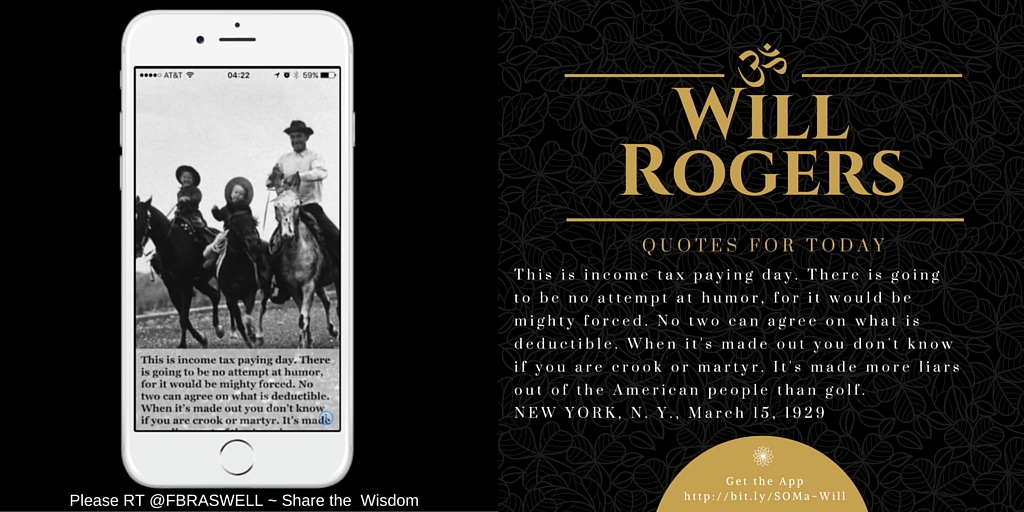 AT&T 04:22 59%
This is income tax paying day. There
is going to be no attempt at humor,
for it would be mighty forced. No
two can agree on what is deductible.
When it's made out you don't know
if you are crook or martyr. It's made
Please RT @FBRASWELL ~ Share the Wisdom
ॐ
WILL
ROGERS
QUOTES FOR TODAY
This is income tax paying day. There is going
to be no attempt at humor, for it would be
mighty forced. No two can agree on what is
deductible. When it's made out you don't know
if you are crook or martyr. It's made more liars
out of the American people than golf.
NEW YORK, N. Y., March 15, 1929
Get the App
http://bit.ly/SOMa-Will